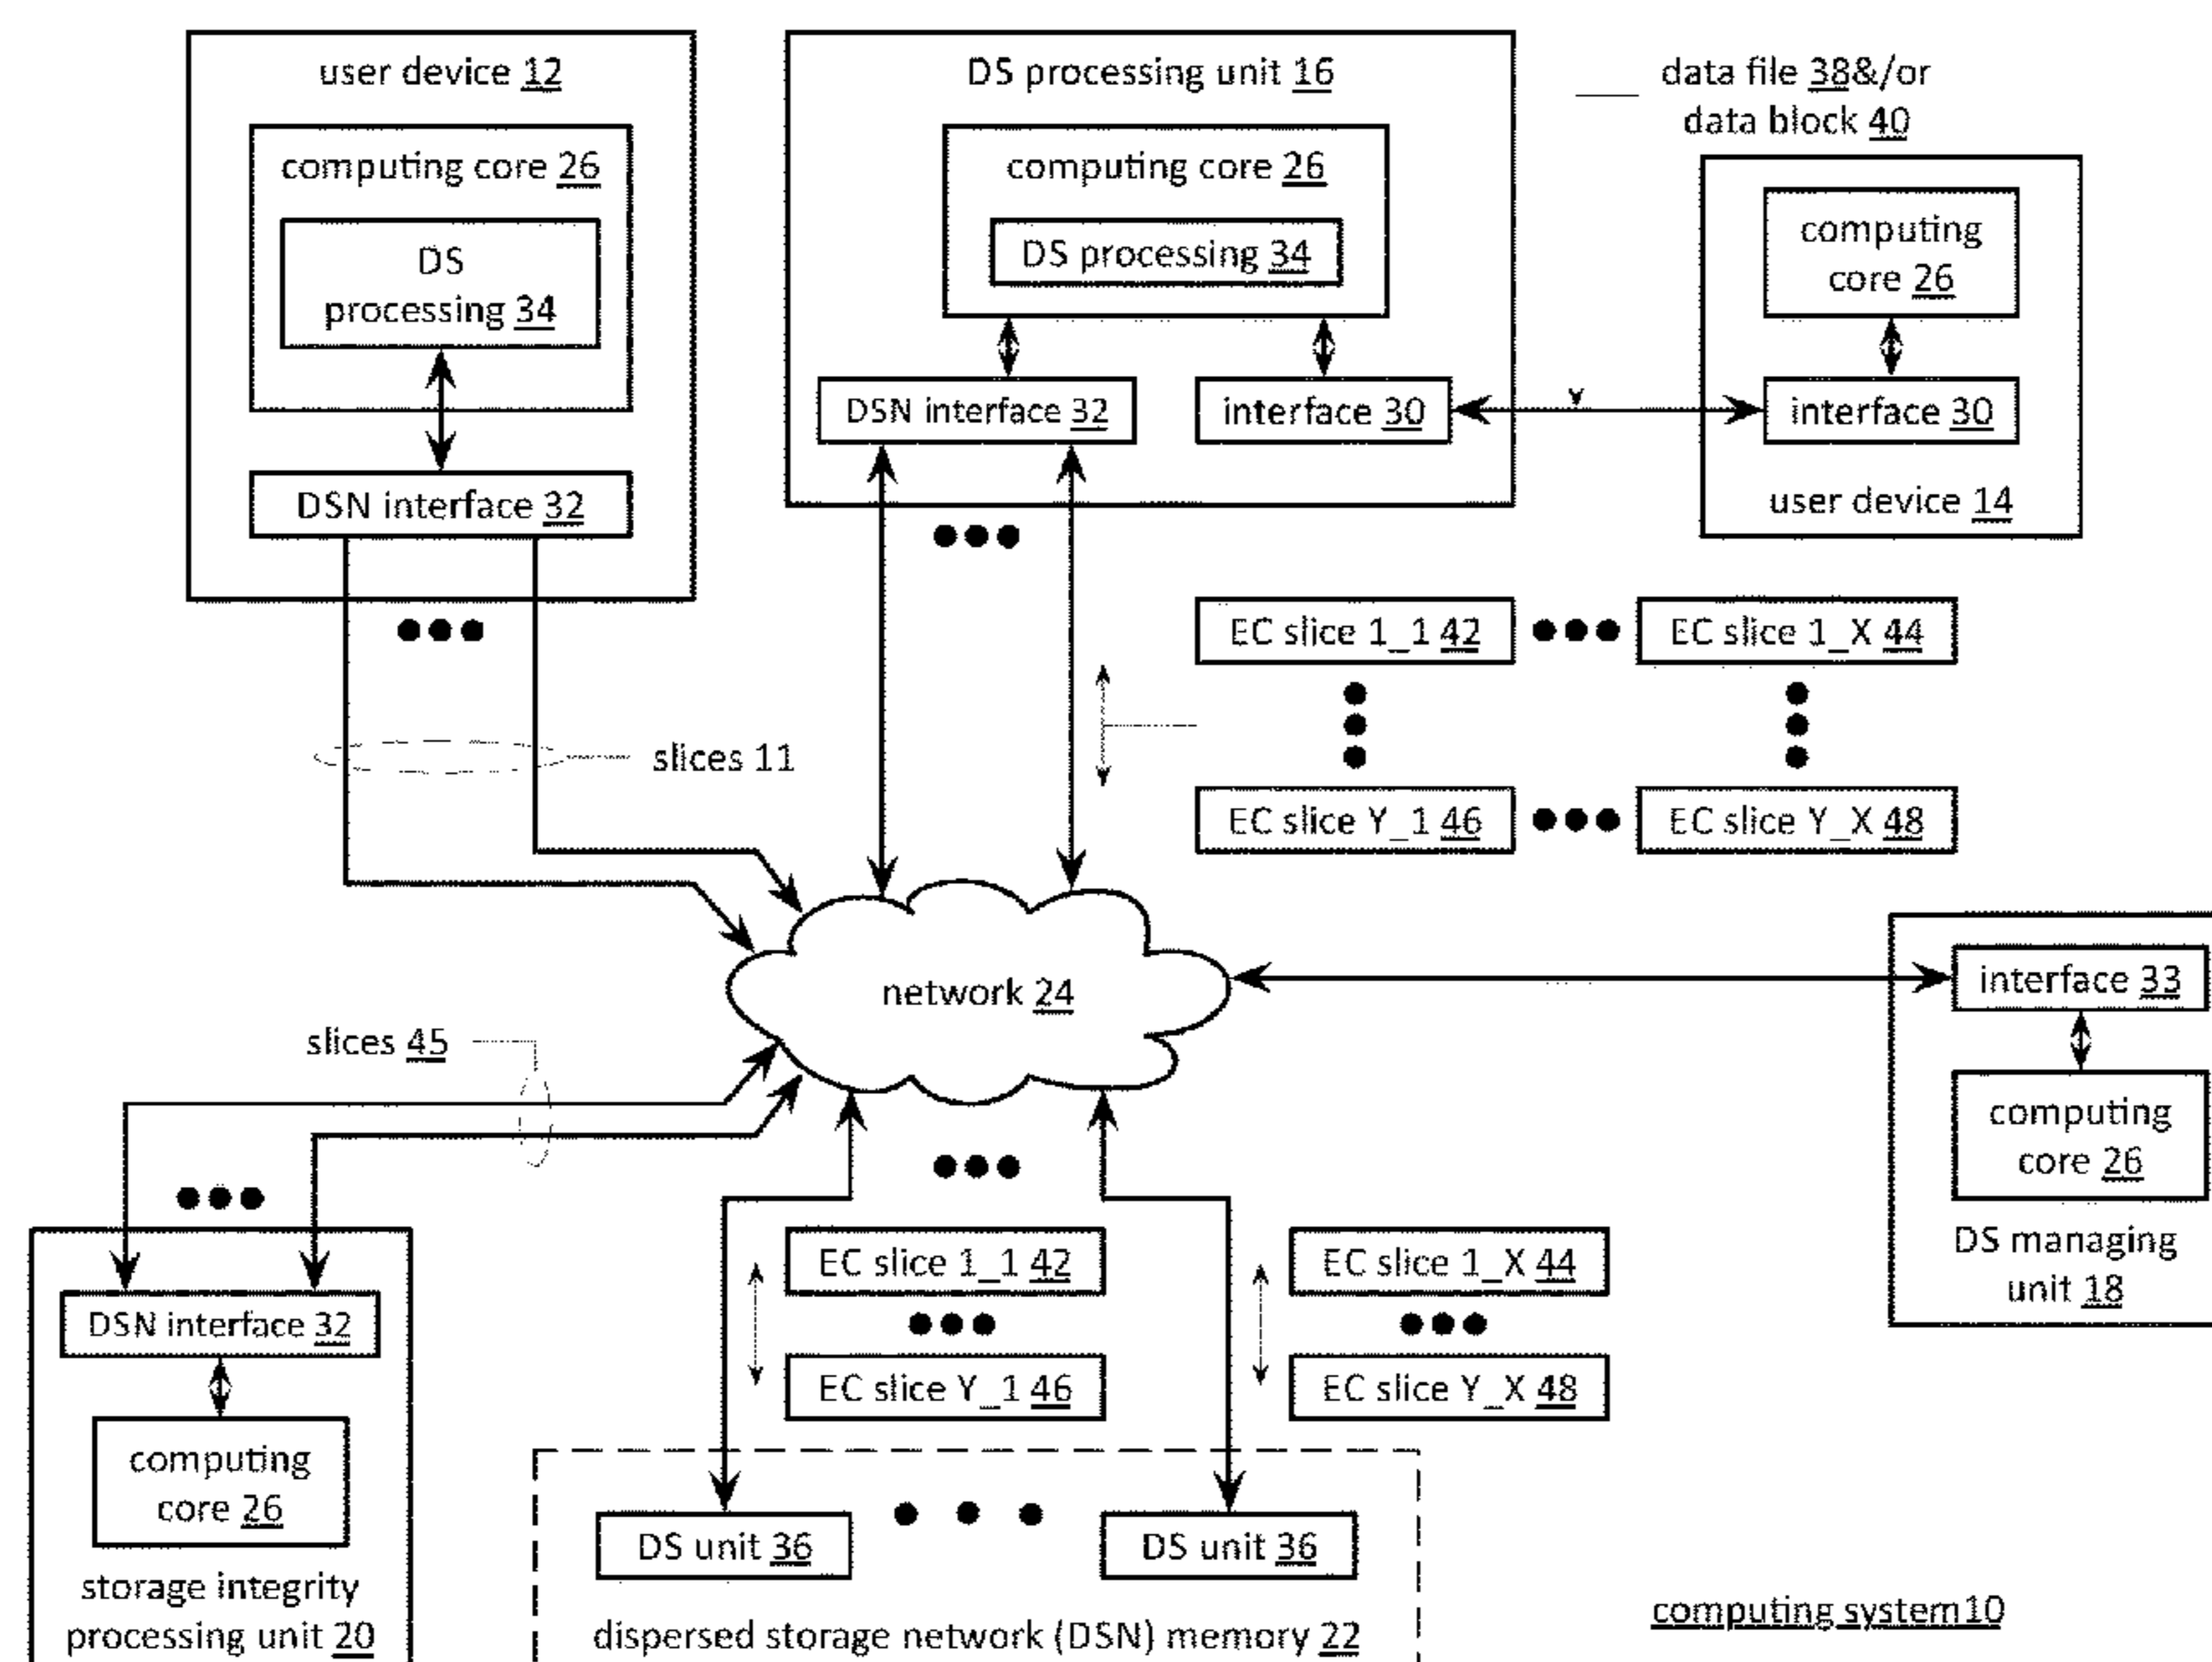 user device 12
computing core 26
DS
processing 34
DSN interface 32
DS processing unit 16
computing core 26
DS processing 34
DSN interface 32
interface 30
data file 38&/or
data block 40
computing
core 26
interface 30
user device 14
EC slice 1_1 42
EC slice 1_X 44
EC slice Y_1 46
EC slice Y_X 48
slices 11
network 24
interface 33
computing
core 26
DS managing
unit 18
slices 45
DSN interface 32
computing
core 26
storage integrity
processing unit 20
EC slice 1_1 42
EC slice Y_1 46
EC slice 1_X 44
EC slice Y_X 48
DS unit 36
DS unit 36
dispersed storage network (DSN) memory 22
computing system10